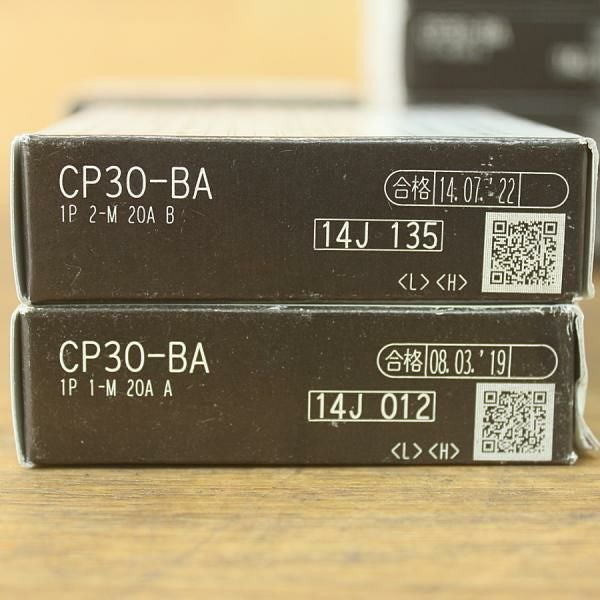 CP30-BA
合格 14.07.'22
1P 2-M 20A B
14J 135
<L> <H>
CP30-BA
合格 08.03.'19
1P 1-M 20A A
14J 012
<L> <H>